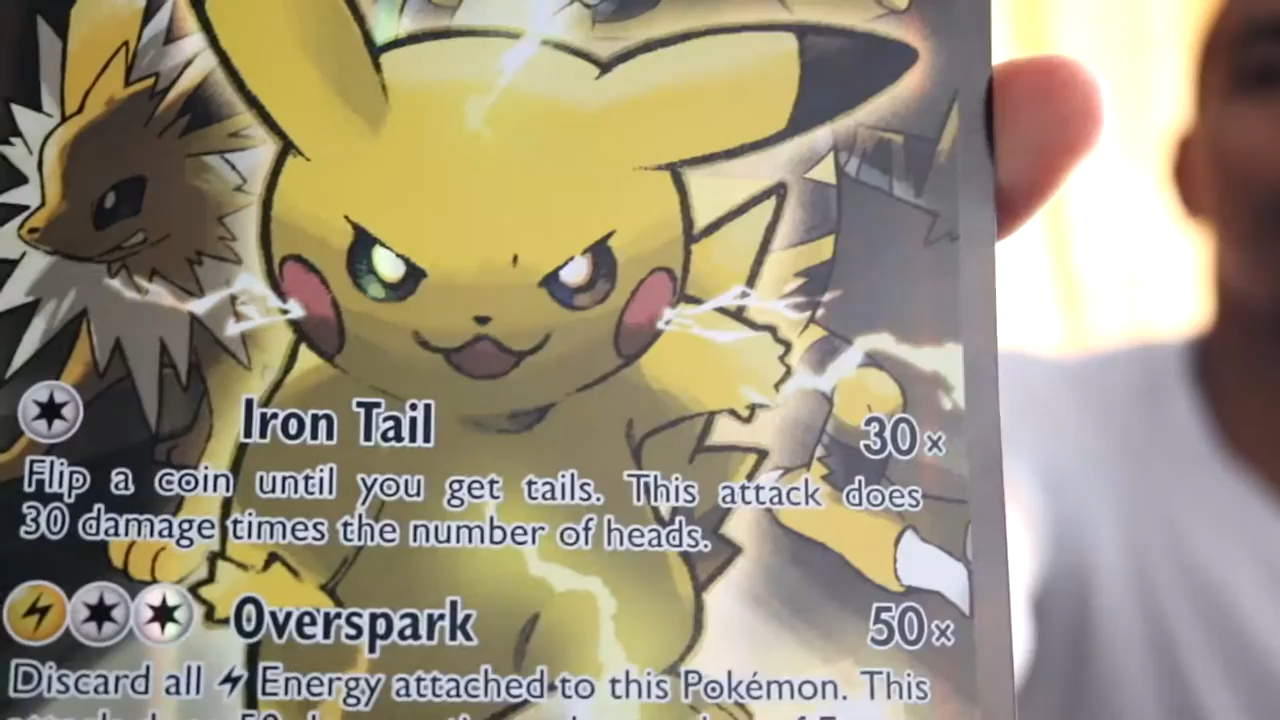 Iron Tail 30×
Flip a coin until you get tails. This attack does
30 damage times the number of heads.
Overspark 50×
Discard all Energy attached to this Pokémon. This